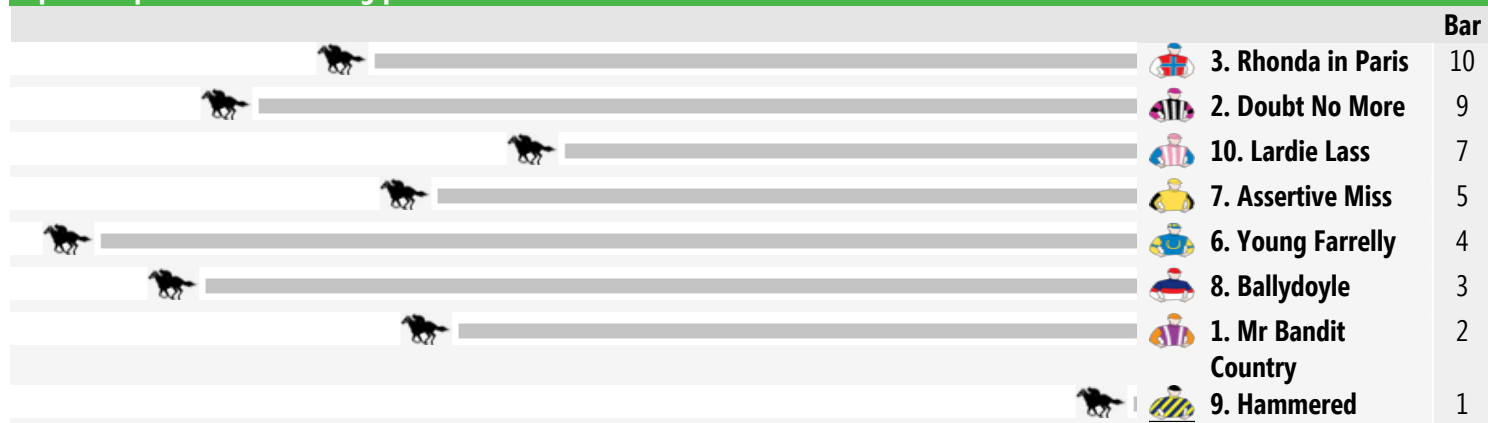 Bar
3. Rhonda in Paris 10
2. Doubt No More 9
10. Lardie Lass 7
7. Assertive Miss 5
6. Young Farrelly 4
8. Ballydoyle 3
1. Mr Bandit 2
Country
9. Hammered 1